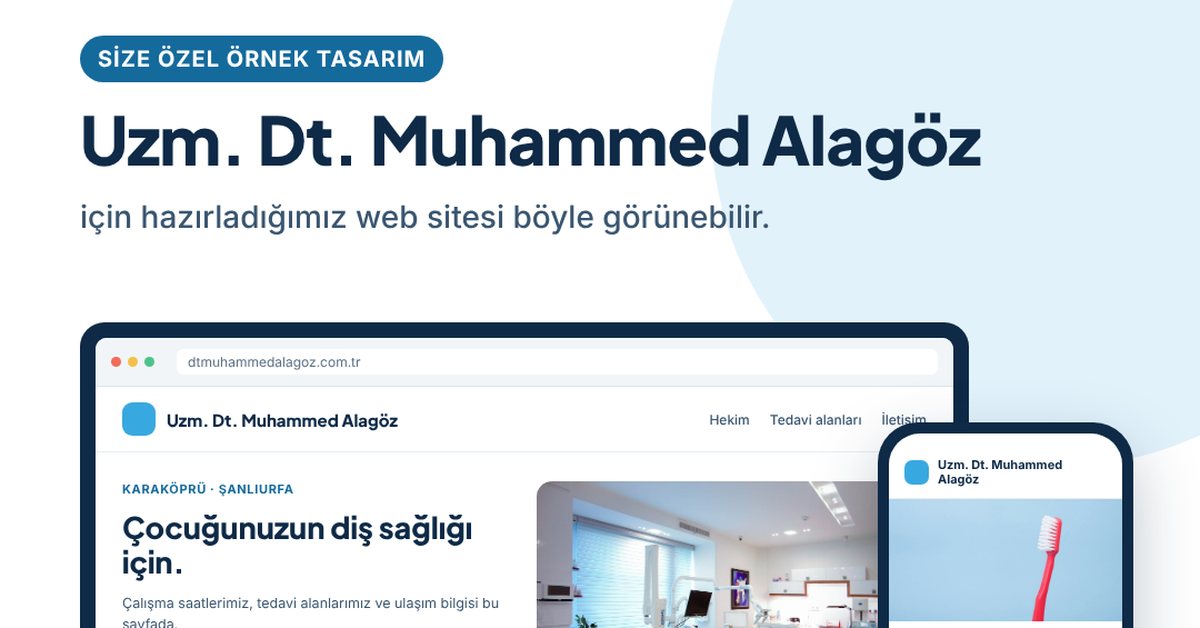 SİZE ÖZEL ÖRNEK TASARIM
Uzm. Dt. Muhammed Alagöz
için hazırladığımız web sitesi böyle görünebilir.
dtmuhammedalagoz.com.tr
Uzm. Dt. Muhammed Alagöz
Hekim Tedavi alanları İletişim
Uzm. Dt. Muhammed
Alagöz
KARAKÖPRÜ · ŞANLIURFA
Çocuğunuzun diş sağlığı
için.
Çalışma saatlerimiz, tedavi alanlarımız ve ulaşım bilgisi bu
sayfada.